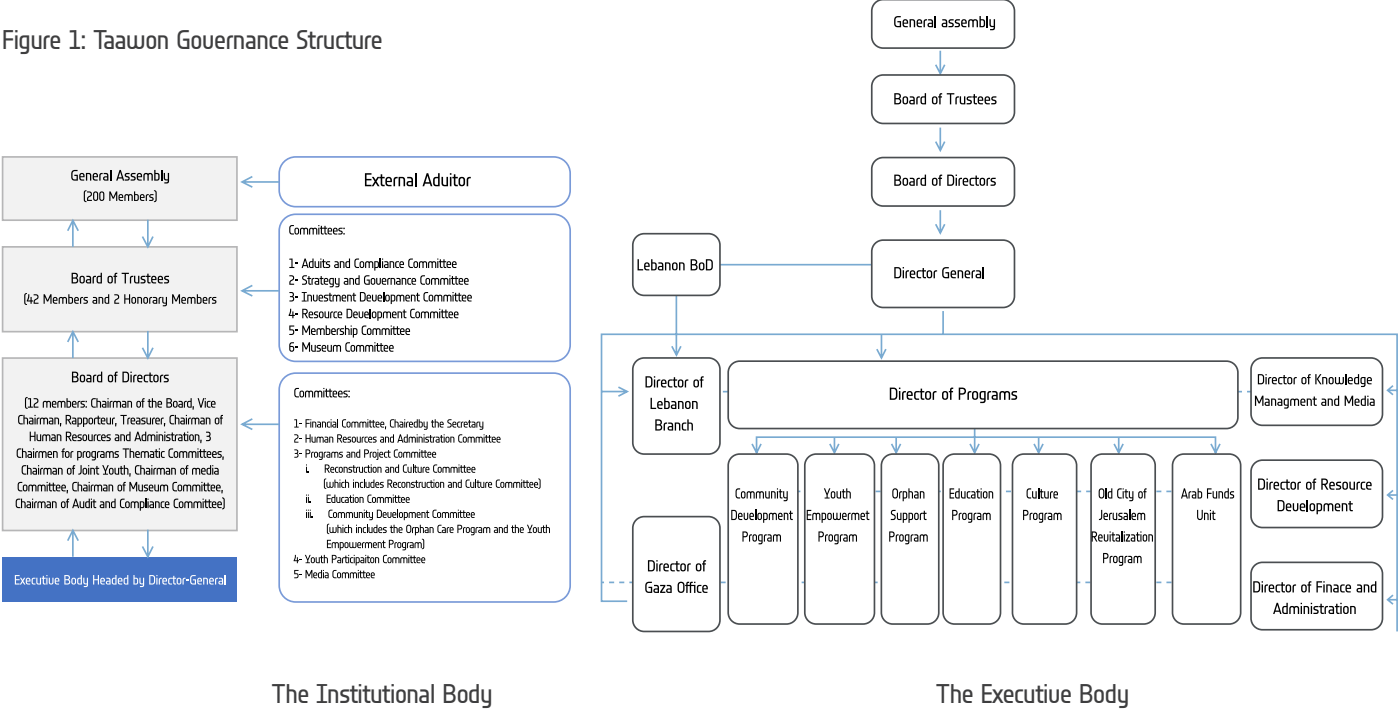 Figure 1: Taawon Governance Structure
General Assembly
(200 Members)
Board of Trustees
(42 Members and 2 Honorary Members
Board of Directors
(12 members: Chairman of the Board, Vice
Chairman, Rapporteur, Treasurer, Chairman of
Human Resources and Administration, 3
Chairmen for programs Thematic Committees,
Chairman of Joint Youth, Chairman of media
Committee, Chairman of Museum Committee,
Chairman of Audit and Compliance Committee)
Executive Body Headed by Director-General
External Aduitor
Committees:
1- Aduits and Compliance Committee
2- Strategy and Governance Committee
3- Investment Development Committee
4- Resource Development Committee
5- Membership Committee
6- Museum Committee
Committees:
1- Financial Committee, Chairedby the Secretary
2- Human Resources and Administration Committee
3- Programs and Project Committee
i. Reconstruction and Culture Committee
(which includes Reconstruction and Culture Committee)
ii. Education Committee
iii. Community Development Committee
(which includes the Orphan Care Program and the Youth
Empowerment Program)
4- Youth Participaiton Committee
5- Media Committee
The Institutional Body
General assembly
Board of Trustees
Board of Directors
Lebanon BoD
Director General
Director of
Lebanon
Branch
Director of Programs
Director of Knowledge
Managment and Media
Community
Development
Program
Youth
Empowermet
Program
Orphan
Support
Program
Education
Program
Culture
Program
Old City of
Jerusalem
Revitalization
Program
Arab Funds
Unit
Director of Resource
Development
Director of
Gaza Office
Director of Finace and
Administration
The Executive Body